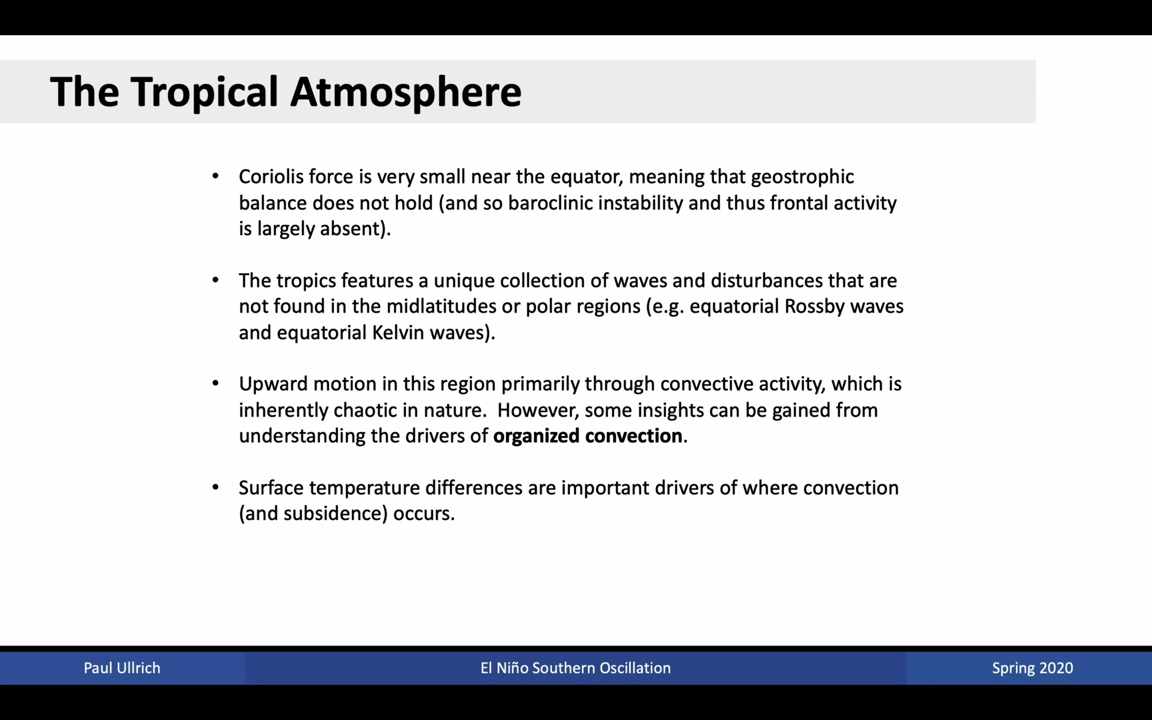 The Tropical Atmosphere
• Coriolis force is very small near the equator, meaning that geostrophic
balance does not hold (and so baroclinic instability and thus frontal activity
is largely absent).
• The tropics features a unique collection of waves and disturbances that are
not found in the midlatitudes or polar regions (e.g. equatorial Rossby waves
and equatorial Kelvin waves).
• Upward motion in this region primarily through convective activity, which is
inherently chaotic in nature.  However, some insights can be gained from
understanding the drivers of organized convection.
• Surface temperature differences are important drivers of where convection
(and subsidence) occurs.
Paul Ullrich
El Niño Southern Oscillation
Spring 2020